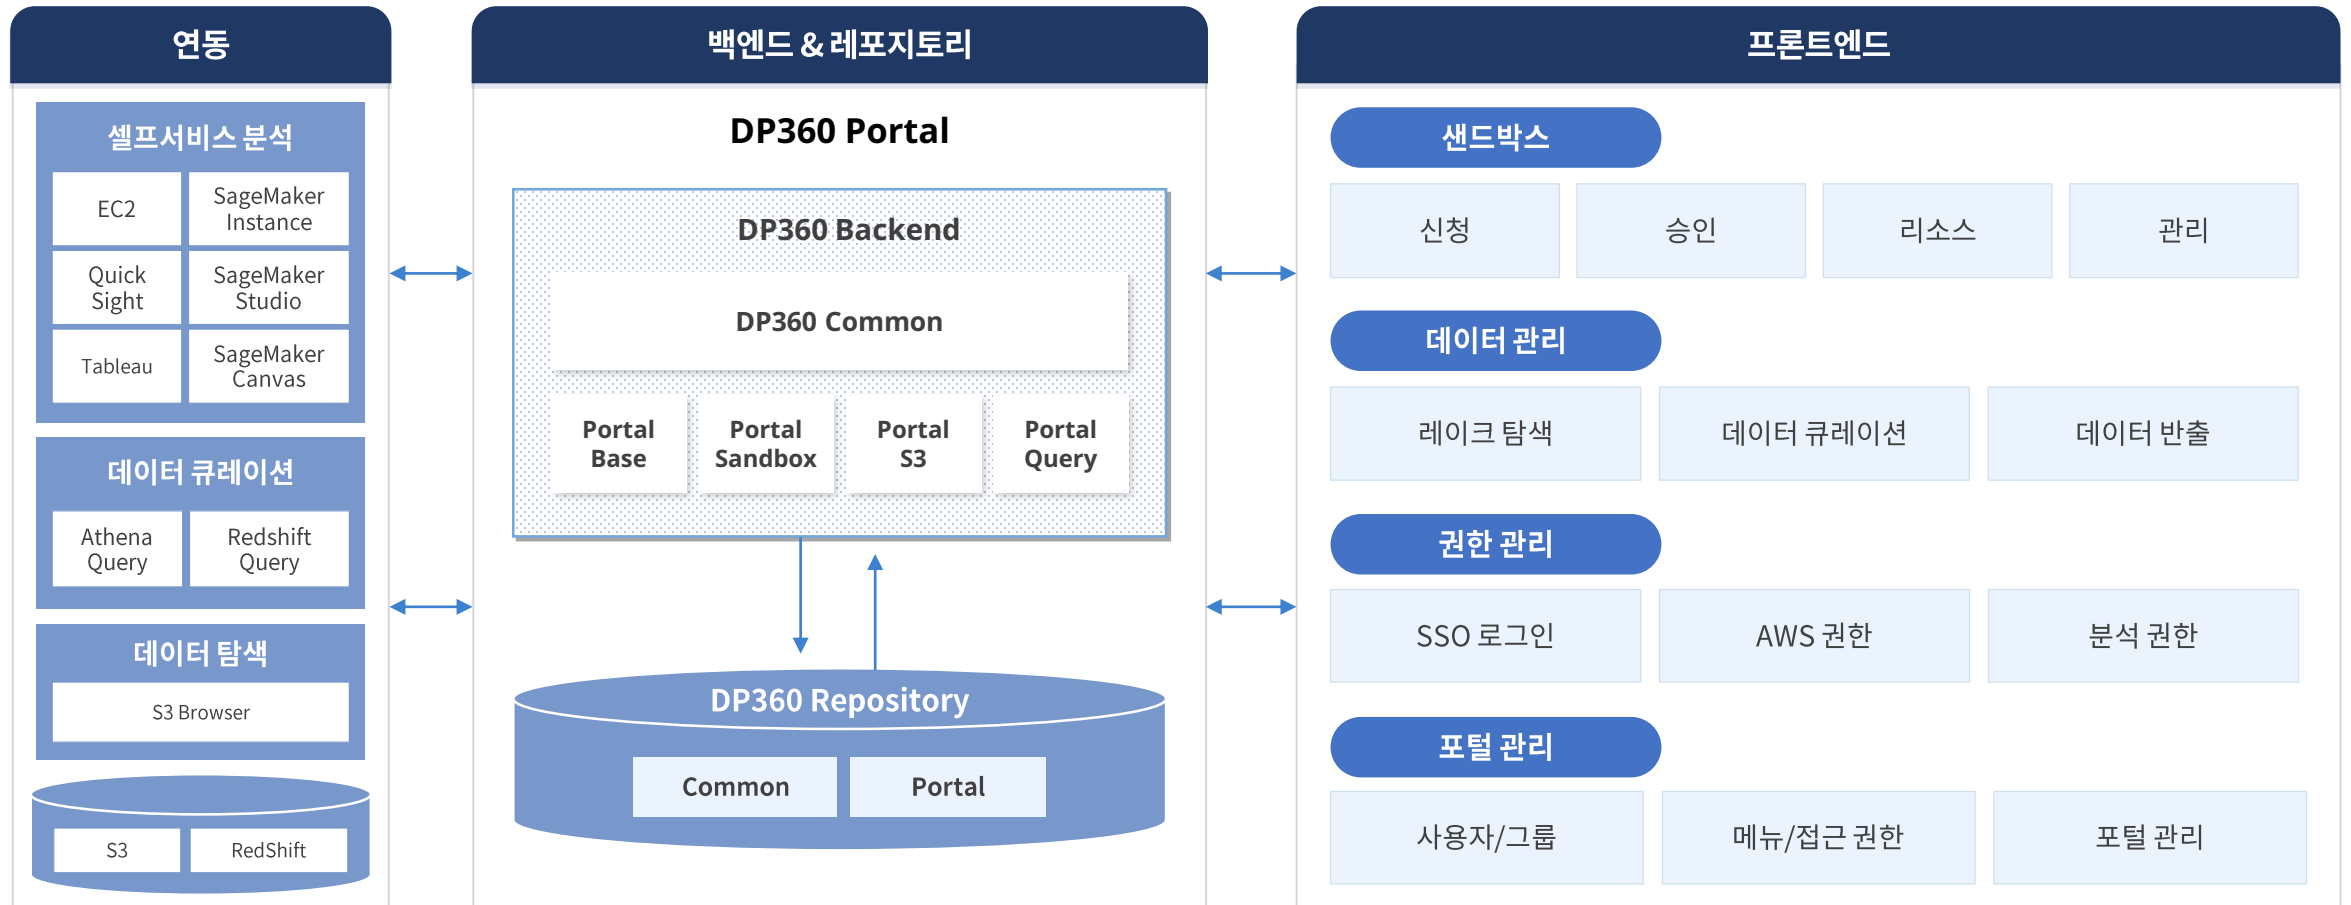 연동
셀프서비스 분석
EC2
SageMaker
Instance
Quick
Sight
SageMaker
Studio
Tableau
SageMaker
Canvas
데이터 큐레이션
Athena
Query
Redshift
Query
데이터 탐색
S3 Browser
S3
RedShift
백엔드 & 레포지토리
DP360 Portal
DP360 Backend
DP360 Common
Portal
Base
Portal
Sandbox
Portal
S3
Portal
Query
DP360 Repository
Common
Portal
프론트엔드
샌드박스
신청
승인
리소스
관리
데이터 관리
레이크 탐색
데이터 큐레이션
데이터 반출
권한 관리
SSO 로그인
AWS 권한
분석 권한
포털 관리
사용자/그룹
메뉴/접근 권한
포털 관리